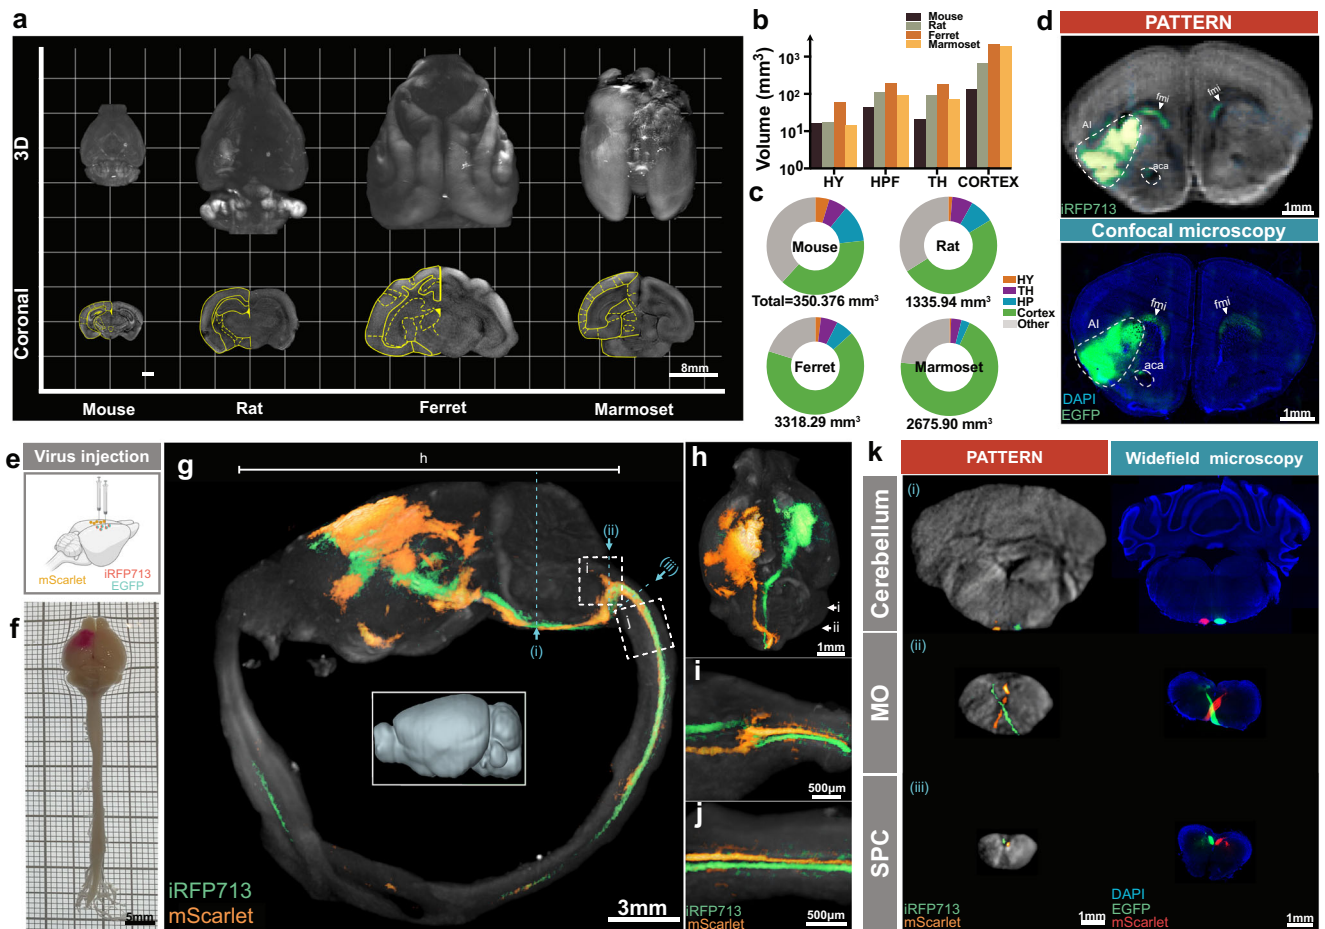 a
3D
Coronal
8mm
Mouse
Rat
Ferret
Marmoset
b
Mouse
Rat
Ferret
Marmoset
Volume (mm³)
10³
10²
10¹
10⁰
HY
HPF
TH
CORTEX
c
Mouse
Total=350.376 mm³
Rat
1335.94 mm³
Ferret
3318.29 mm³
Marmoset
2675.90 mm³
HY
TH
HP
Cortex
Other
d
PATTERN
fmi
fmi
AI
aca
iRFP713
1mm
Confocal microscopy
fmi
fmi
AI
aca
DAPI
EGFP
1mm
e
Virus injection
mScarlet
iRFP713
EGFP
f
5mm
g
h
(ii)
(iii)
i
j
(i)
iRFP713
mScarlet
3mm
h
i
ii
1mm
i
500µm
j
iRFP713
mScarlet
500µm
k
PATTERN
Widefield microscopy
Cerebellum
(i)
MO
(ii)
SPC
(iii)
iRFP713
mScarlet
1mm
DAPI
EGFP
mScarlet
1mm